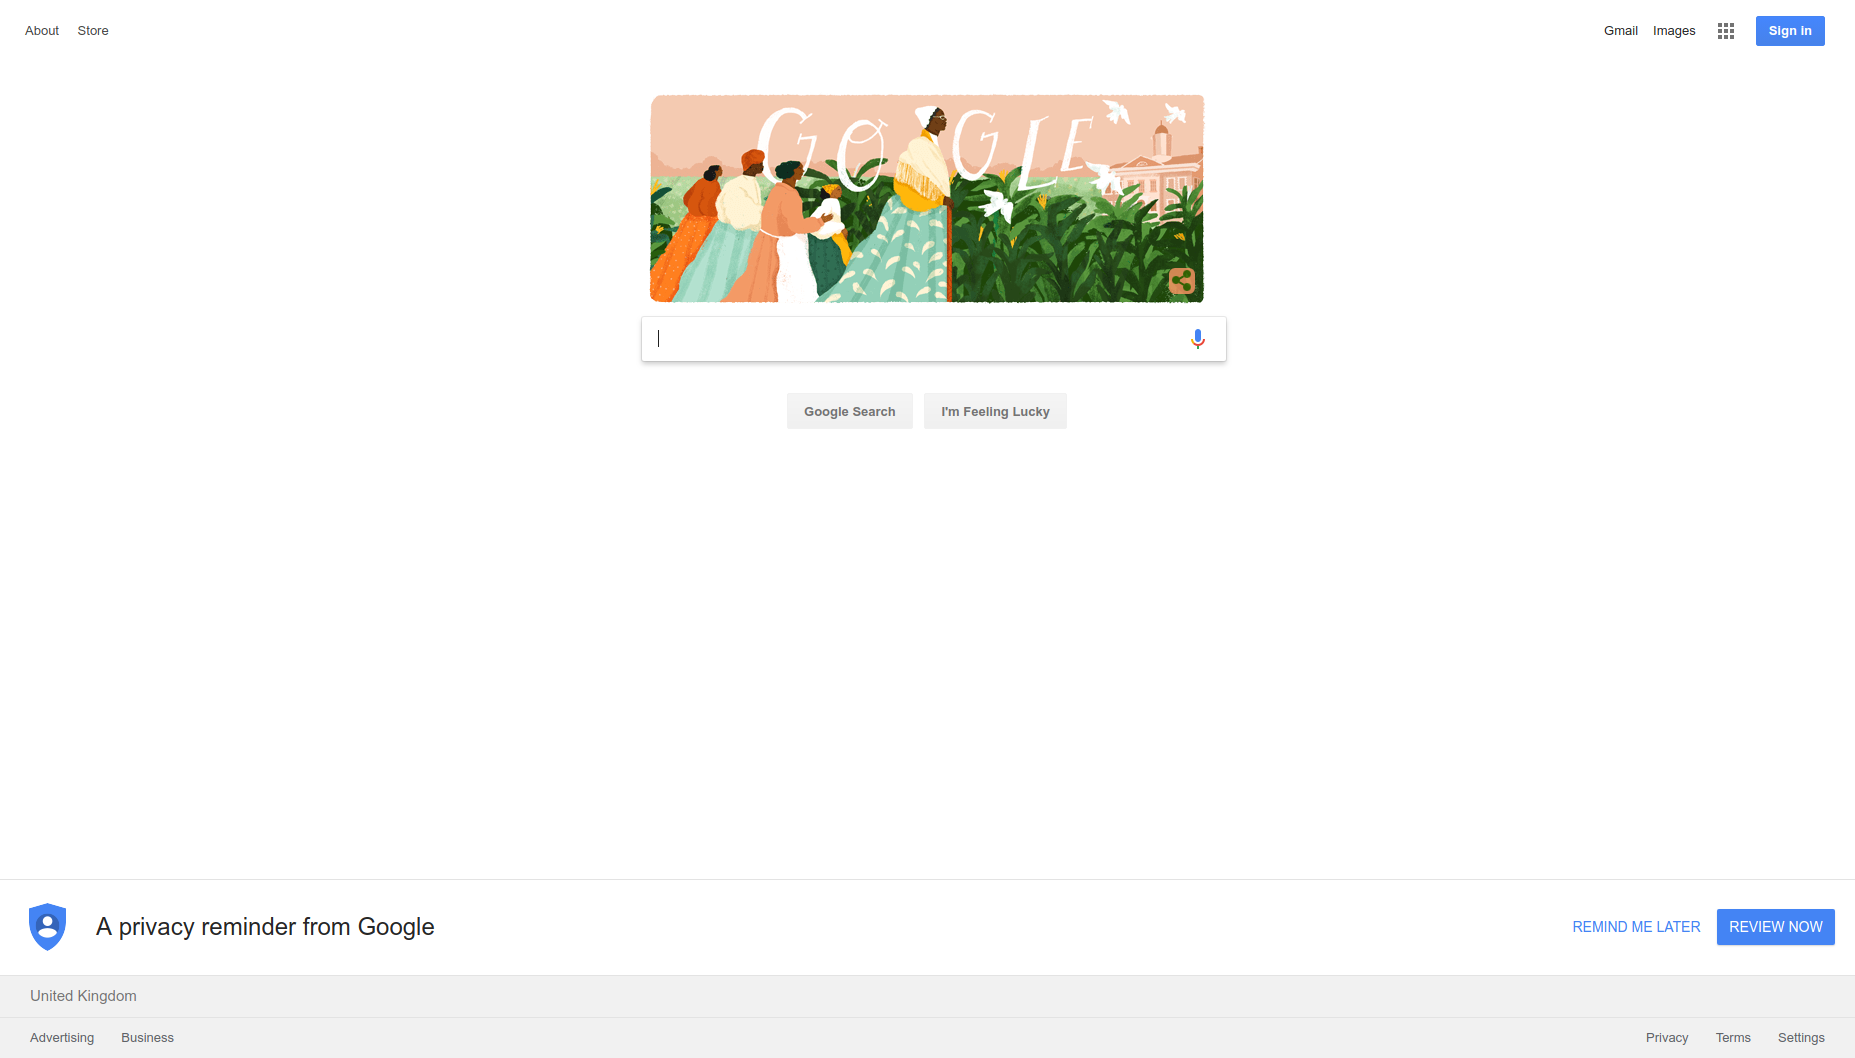 About Store
Gmail Images Sign in
GOOGLE
Google Search I'm Feeling Lucky
A privacy reminder from Google
REMIND ME LATER REVIEW NOW
United Kingdom
Advertising Business
Privacy Terms Settings